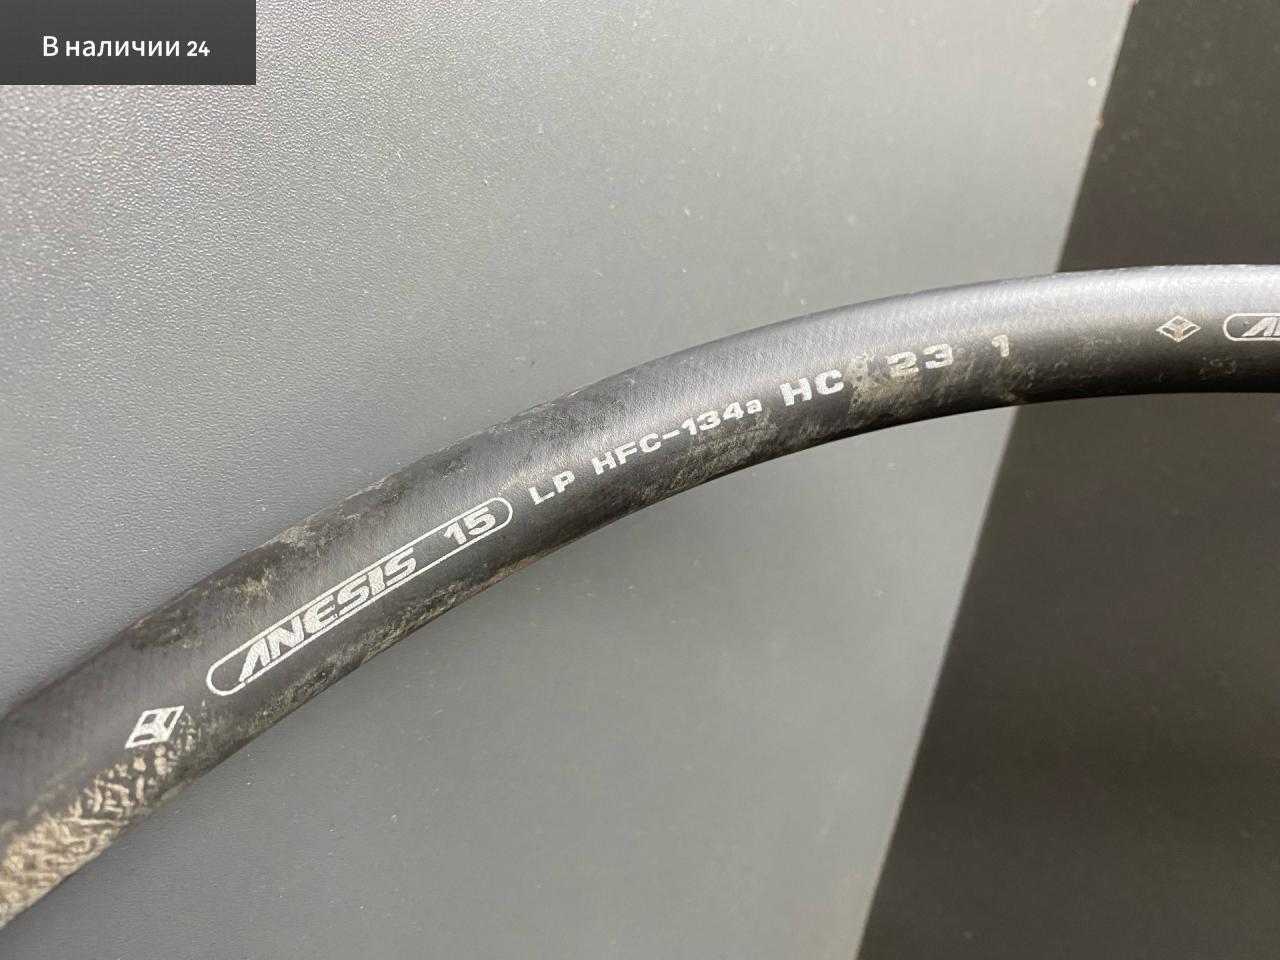 В наличии 24
ANESIS 15 LP HFC-134a HC 23 1